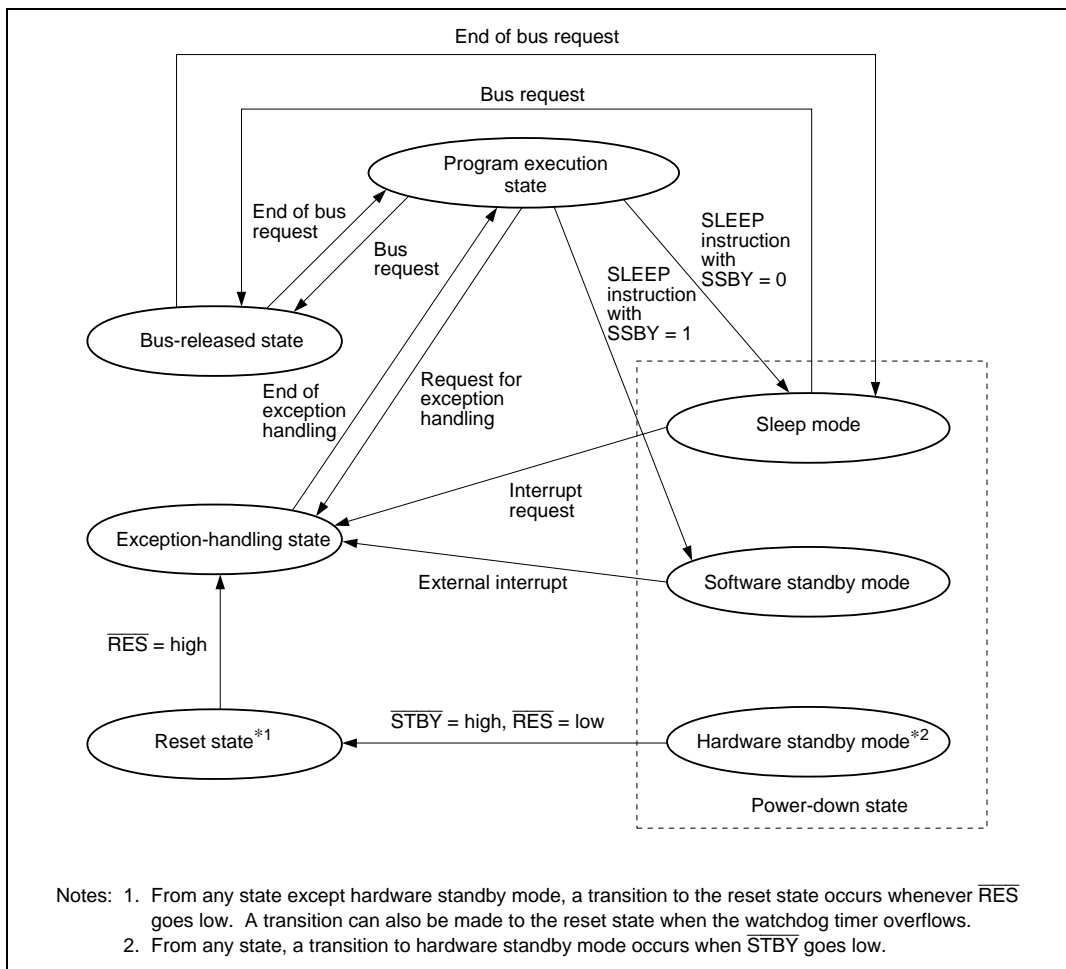 End of bus request
Bus request
Program execution
state
End of bus
request
Bus
request
SLEEP
instruction
with
SSBY = 0
SLEEP
instruction
with
SSBY = 1
Bus-released state
End of
exception
handling
Request for
exception
handling
Sleep mode
Interrupt
request
Exception-handling state
External interrupt
Software standby mode
R̅E̅S̅ = high
S̅T̅B̅Y̅ = high, R̅E̅S̅ = low
Reset state*1
Hardware standby mode*2
Power-down state
Notes: 1. From any state except hardware standby mode, a transition to the reset state occurs whenever R̅E̅S̅
goes low. A transition can also be made to the reset state when the watchdog timer overflows.
2. From any state, a transition to hardware standby mode occurs when S̅T̅B̅Y̅ goes low.